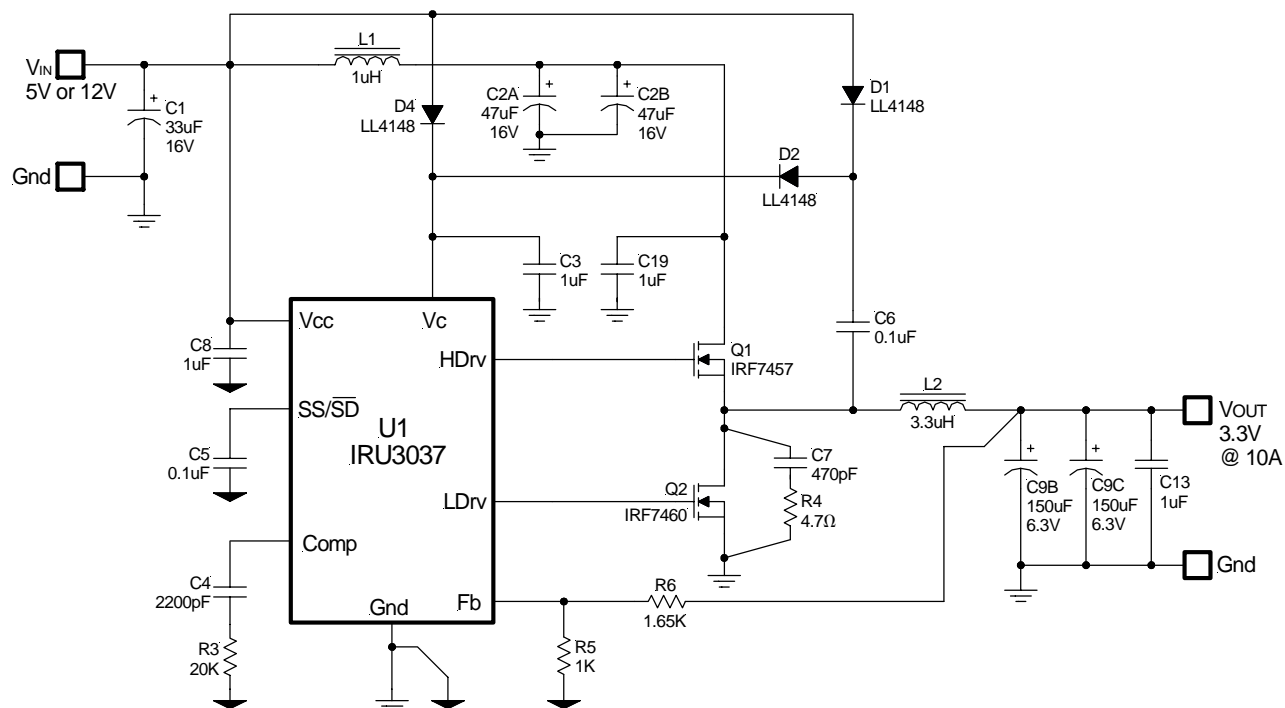 VIN
5V or 12V
Gnd
C1
33uF
16V
L1
1uH
D4
LL4148
C2A
47uF
16V
+
C2B
47uF
16V
+
D1
LL4148
D2
LL4148
C3
1uF
C19
1uF
C6
0.1uF
C8
1uF
C5
0.1uF
C4
2200pF
R3
20K
Vcc
Vc
HDrv
SS/SD
U1
IRU3037
LDrv
Comp
Gnd
Fb
Q1
IRF7457
Q2
IRF7460
C7
470pF
R4
4.7Ω
L2
3.3uH
R6
1.65K
R5
1K
+
C9B
150uF
6.3V
+
C9C
150uF
6.3V
C13
1uF
VOUT
3.3V
@ 10A
Gnd
+